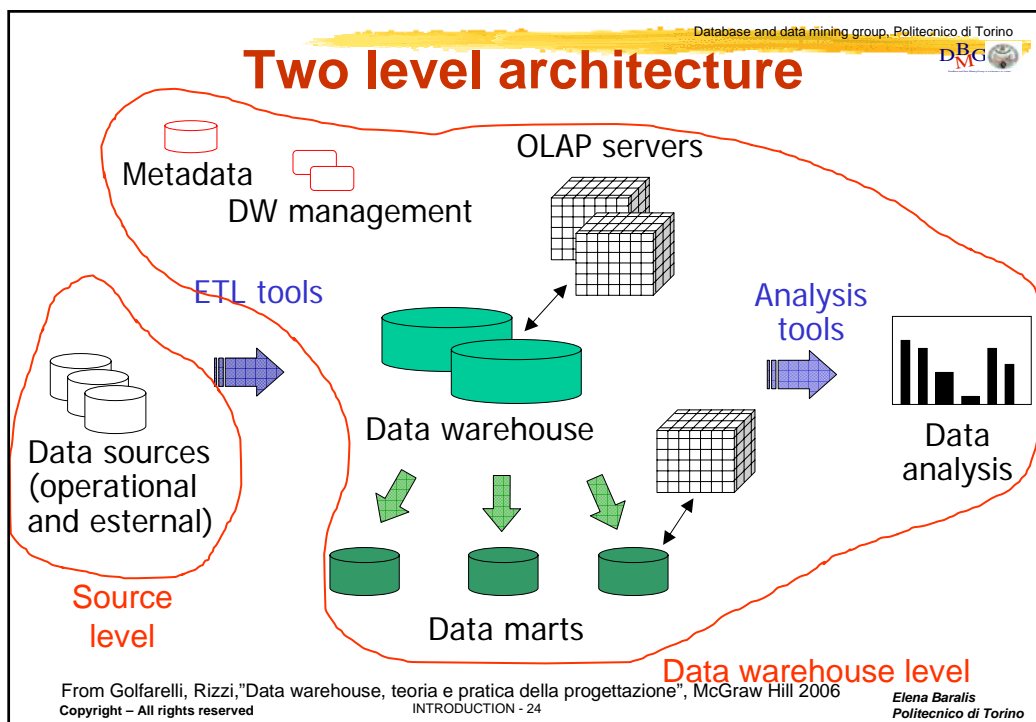 Database and data mining group, Politecnico di Torino
DBMG
Two level architecture
OLAP servers
Metadata
DW management
ETL tools
Analysis
tools
Data warehouse
Data sources
(operational
and esternal)
Data
analysis
Source
level
Data marts
Data warehouse level
From Golfarelli, Rizzi,”Data warehouse, teoria e pratica della progettazione”, McGraw Hill 2006
Copyright – All rights reserved
INTRODUCTION - 24
Elena Baralis
Politecnico di Torino